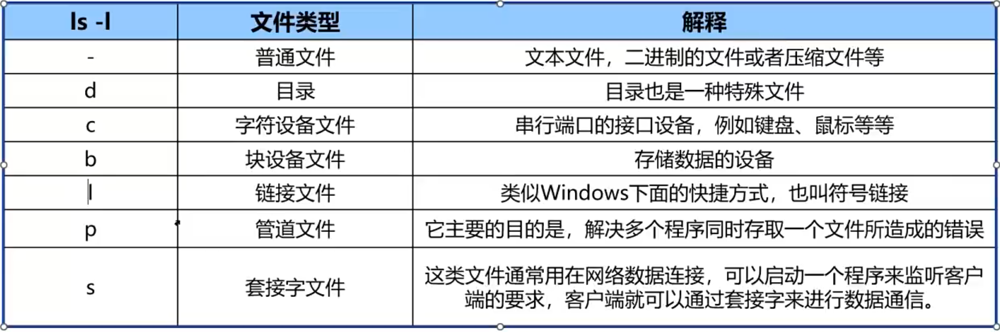 ls -l 文件类型 解释
- 普通文件 文本文件，二进制的文件或者压缩文件等
d 目录 目录也是一种特殊文件
c 字符设备文件 串行端口的接口设备，例如键盘、鼠标等等
b 块设备文件 存储数据的设备
l 链接文件 类似Windows下面的快捷方式，也叫符号链接
p 管道文件 它主要的目的是，解决多个程序同时存取一个文件所造成的错误
s 套接字文件 这类文件通常用在网络数据连接，可以启动一个程序来监听客户
端的要求，客户端就可以通过套接字来进行数据通信。